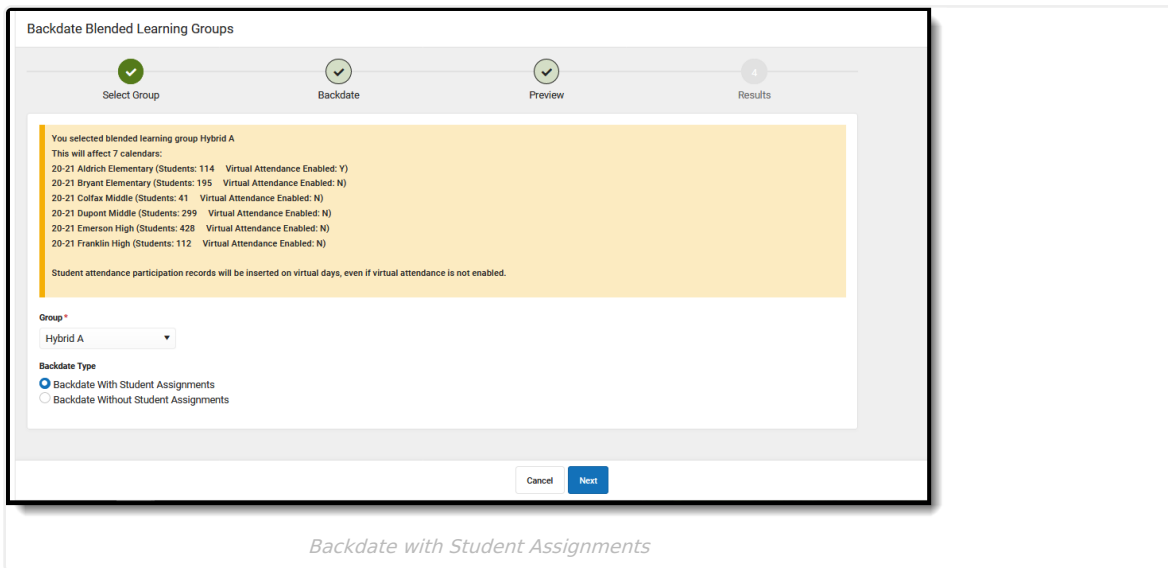 Backdate Blended Learning Groups
4
Select Group Backdate Preview Results
You selected blended learning group Hybrid A
This will affect 7 calendars:
20-21 Aldrich Elementary (Students: 114 Virtual Attendance Enabled: Y)
20-21 Bryant Elementary (Students: 195 Virtual Attendance Enabled: N)
20-21 Colfax Middle (Students: 41 Virtual Attendance Enabled: N)
20-21 Dupont Middle (Students: 299 Virtual Attendance Enabled: N)
20-21 Emerson High (Students: 428 Virtual Attendance Enabled: N)
20-21 Franklin High (Students: 112 Virtual Attendance Enabled: N)
Student attendance participation records will be inserted on virtual days, even if virtual attendance is not enabled.
Group *
Hybrid A
Backdate Type
Backdate With Student Assignments
Backdate Without Student Assignments
Cancel Next
Backdate with Student Assignments